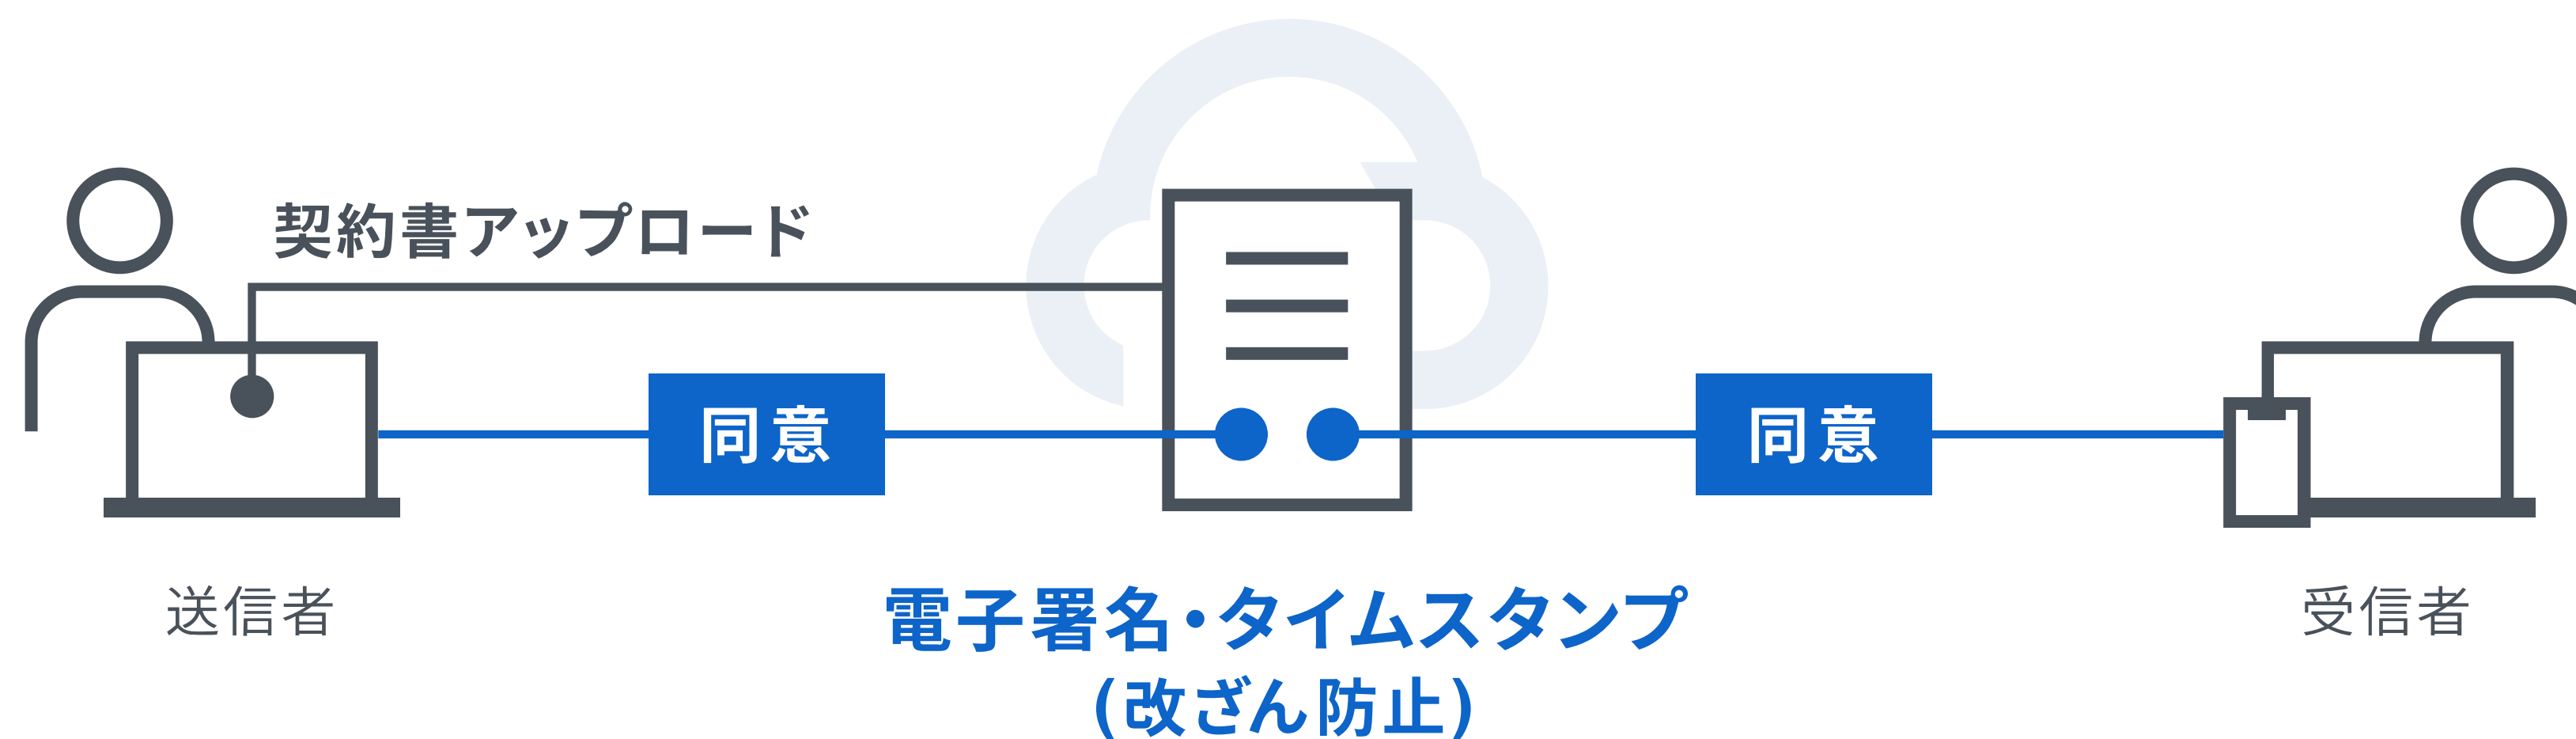 契約書アップロード
同意
同意
送信者
電子署名・タイムスタンプ
(改ざん防止)
受信者